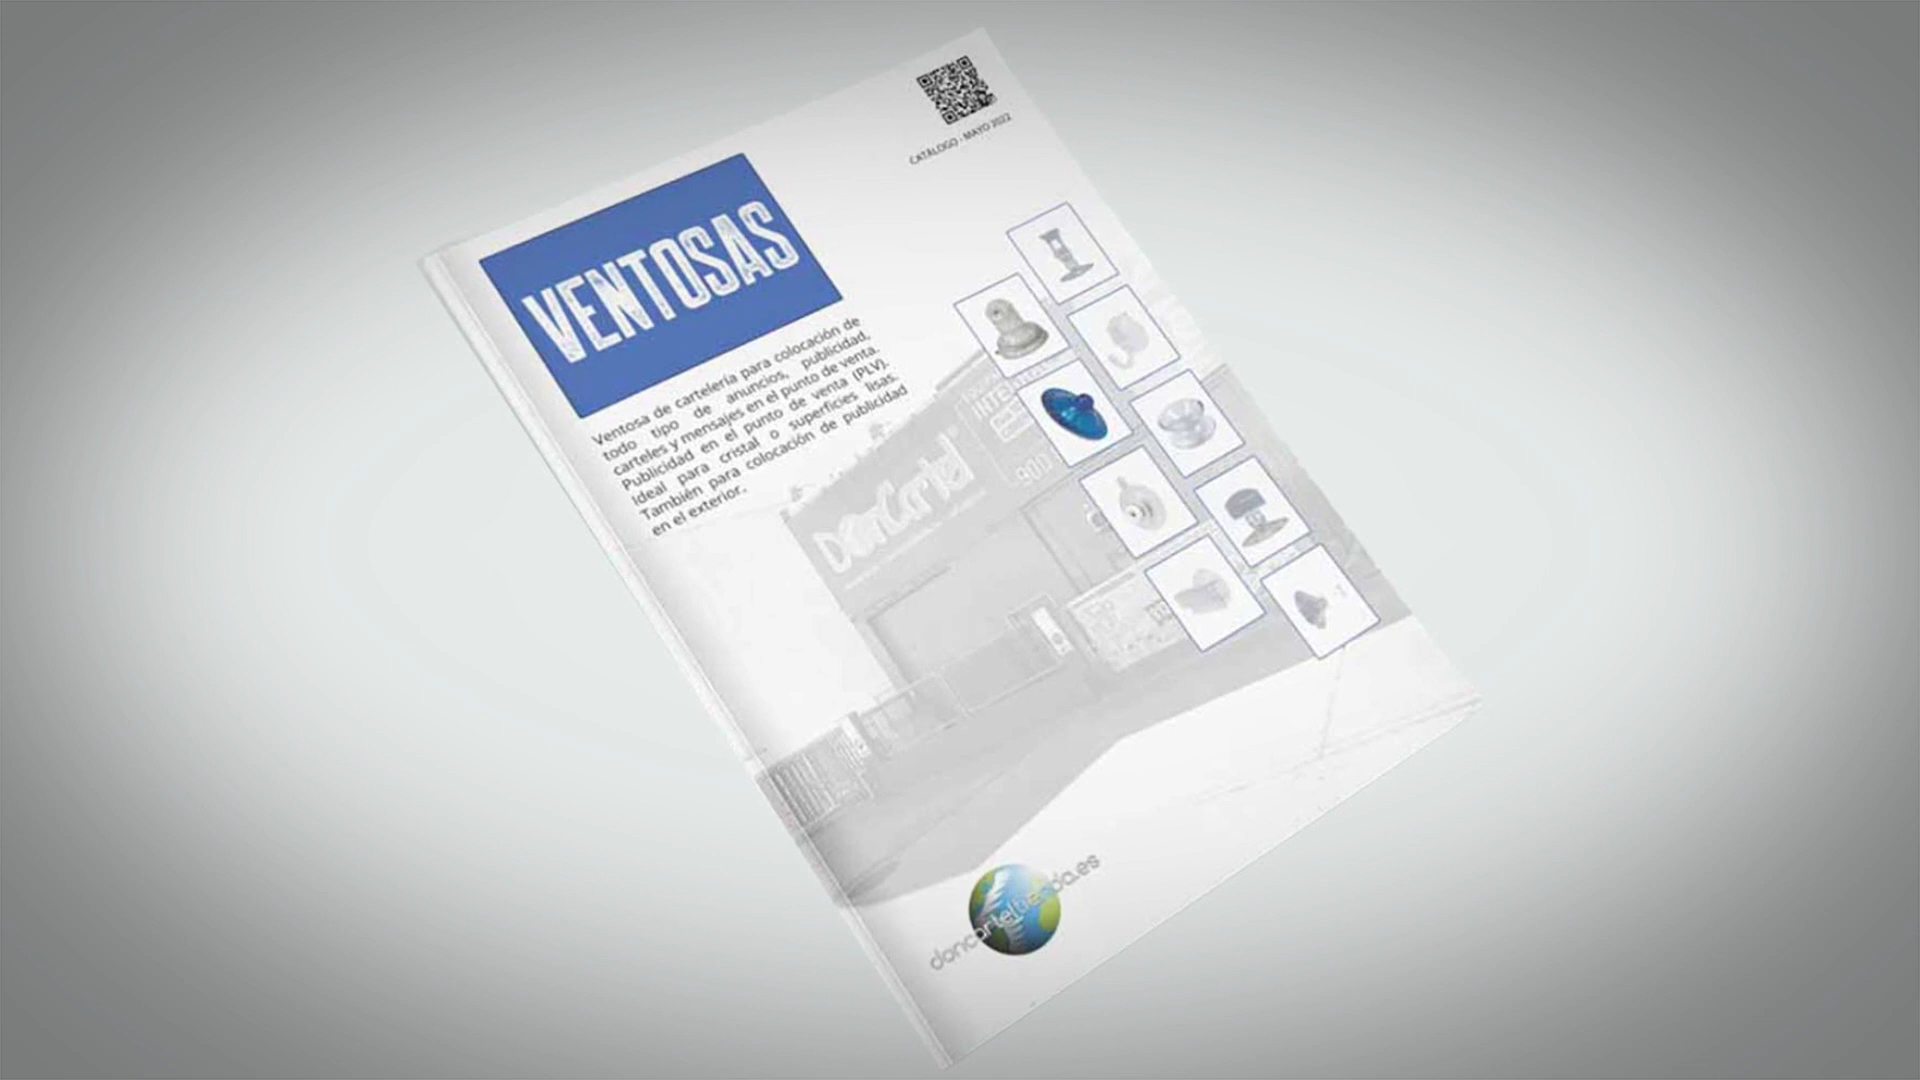 CATÁLOGO - MAYO 2022
VENTOSAS
Ventosa de cartelería para colocación de
todo tipo de anuncios, publicidad,
carteles y mensajes en el punto de venta.
Publicidad en el punto de venta (PLV).
Ideal para cristal o superficies lisas.
También para colocación de publicidad
en el exterior.
DonCartel
900
doncarteltienda.es